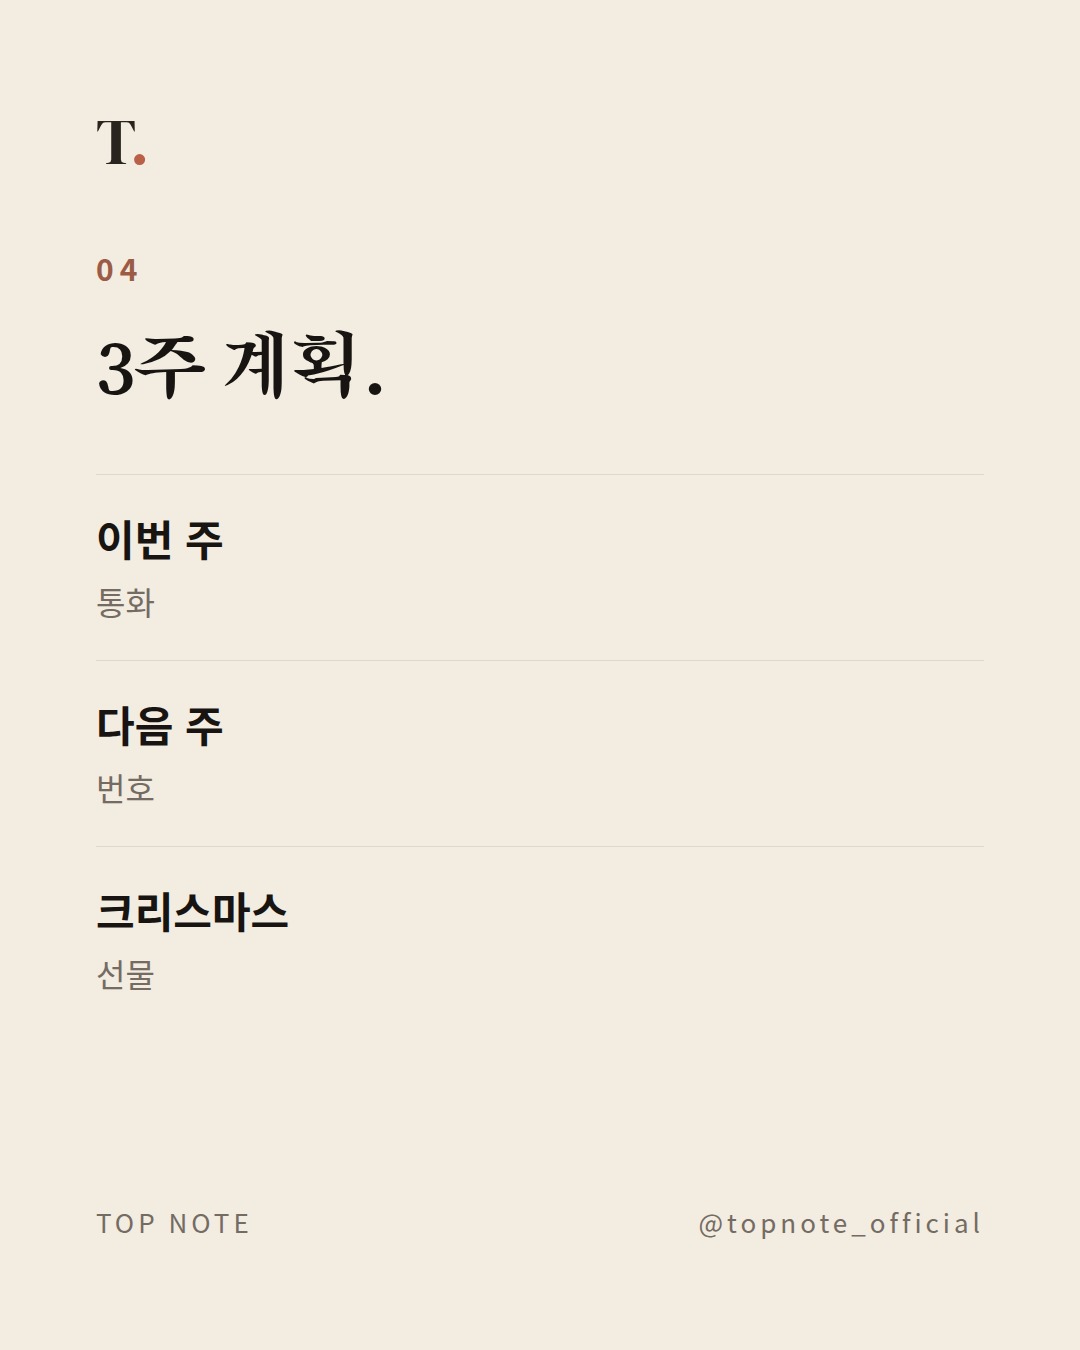 T.
04
3주 계획.
이번 주
통화
다음 주
번호
크리스마스
선물
TOP NOTE
@topnote_official